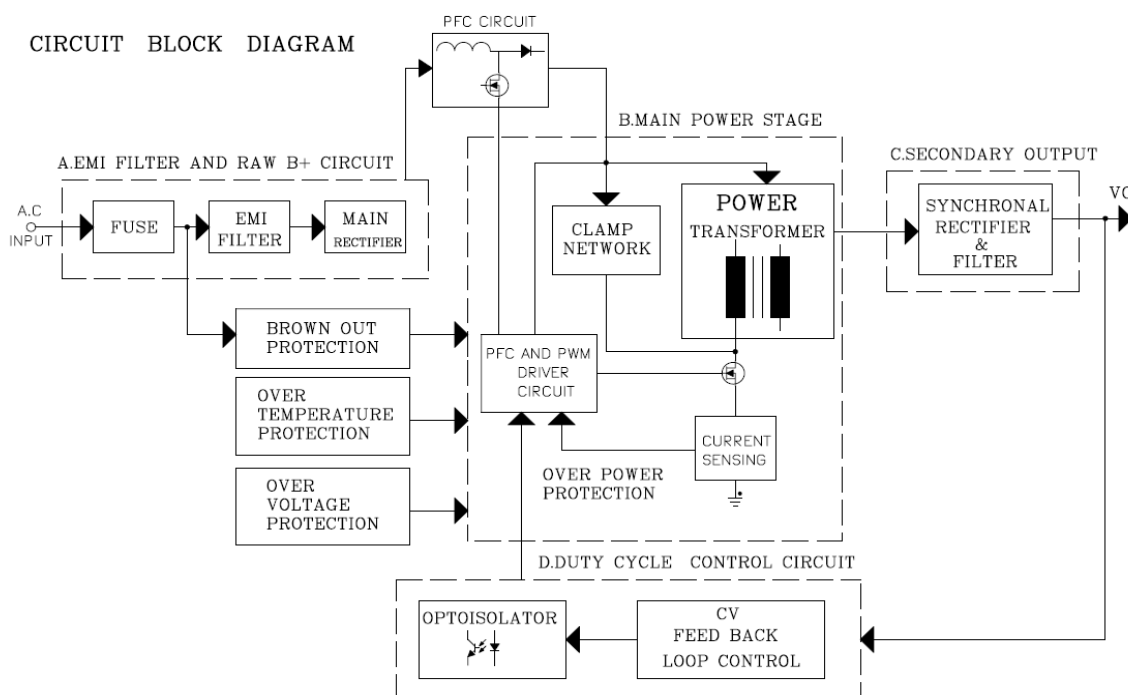 PFC CIRCUIT
CIRCUIT BLOCK DIAGRAM
B.MAIN POWER STAGE
A.EMI FILTER AND RAW B+ CIRCUIT
C.SECONDARY OUTPUT
A.C
INPUT
FUSE
EMI
FILTER
MAIN
RECTIFIER
CLAMP
NETWORK
POWER
TRANSFORMER
SYNCHRONAL
RECTIFIER
&
FILTER
BROWN OUT
PROTECTION
PFC AND PWM
DRIVER
CIRCUIT
OVER
TEMPERATURE
PROTECTION
CURRENT
SENSING
OVER POWER
PROTECTION
OVER
VOLTAGE
PROTECTION
D.DUTY CYCLE CONTROL CIRCUIT
OPTOISOLATOR
CV
FEED BACK
LOOP CONTROL